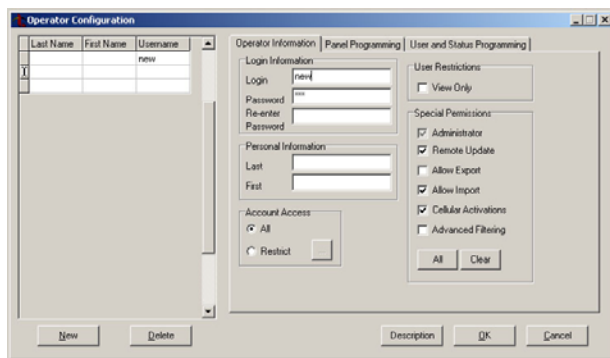 Operator Configuration
Last Name First Name Username
new
Operator Information Panel Programming User and Status Programming
Login Information
Login new
Password ***
Re-enter
Password
Personal Information
Last
First
Account Access
All
Restrict
User Restrictions
View Only
Special Permissions
Administrator
Remote Update
Allow Export
Allow Import
Cellular Activations
Advanced Filtering
All Clear
New Delete Description OK Cancel